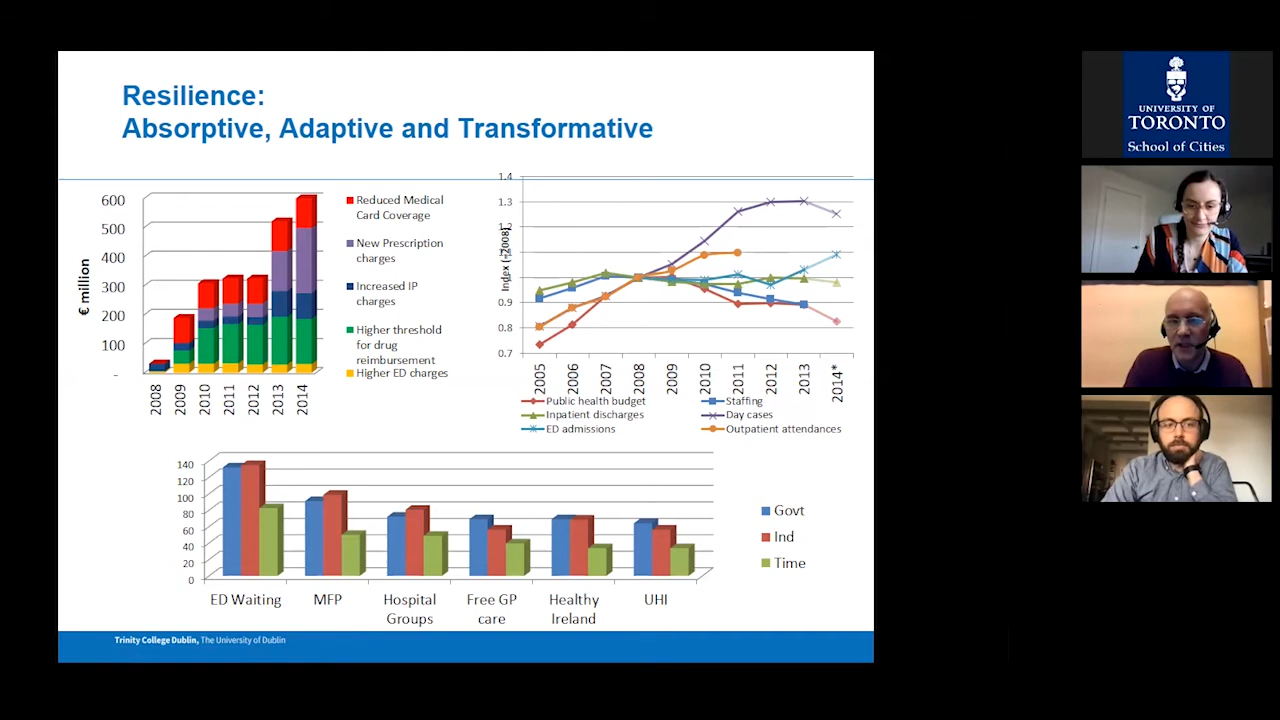 Resilience:
Absorptive, Adaptive and Transformative
600
500
400
300
200
100
-
€ million
2008
2009
2010
2011
2012
2013
2014
Reduced Medical
Card Coverage
New Prescription
charges
Increased IP
charges
Higher threshold
for drug
reimbursement
Higher ED charges
1.4
1.3
1.2
1.1
1
0.9
0.8
0.7
2005
2006
2007
2008
2009
2010
2011
2012
2013
2014*
Public health budget
Staffing
Inpatient discharges
Day cases
ED admissions
Outpatient attendances
140
120
100
80
60
40
20
0
ED Waiting
MFP
Hospital
Groups
Free GP
care
Healthy
Ireland
UHI
Govt
Ind
Time
Trinity College Dublin, The University of Dublin
UNIVERSITY OF
TORONTO
School of Cities